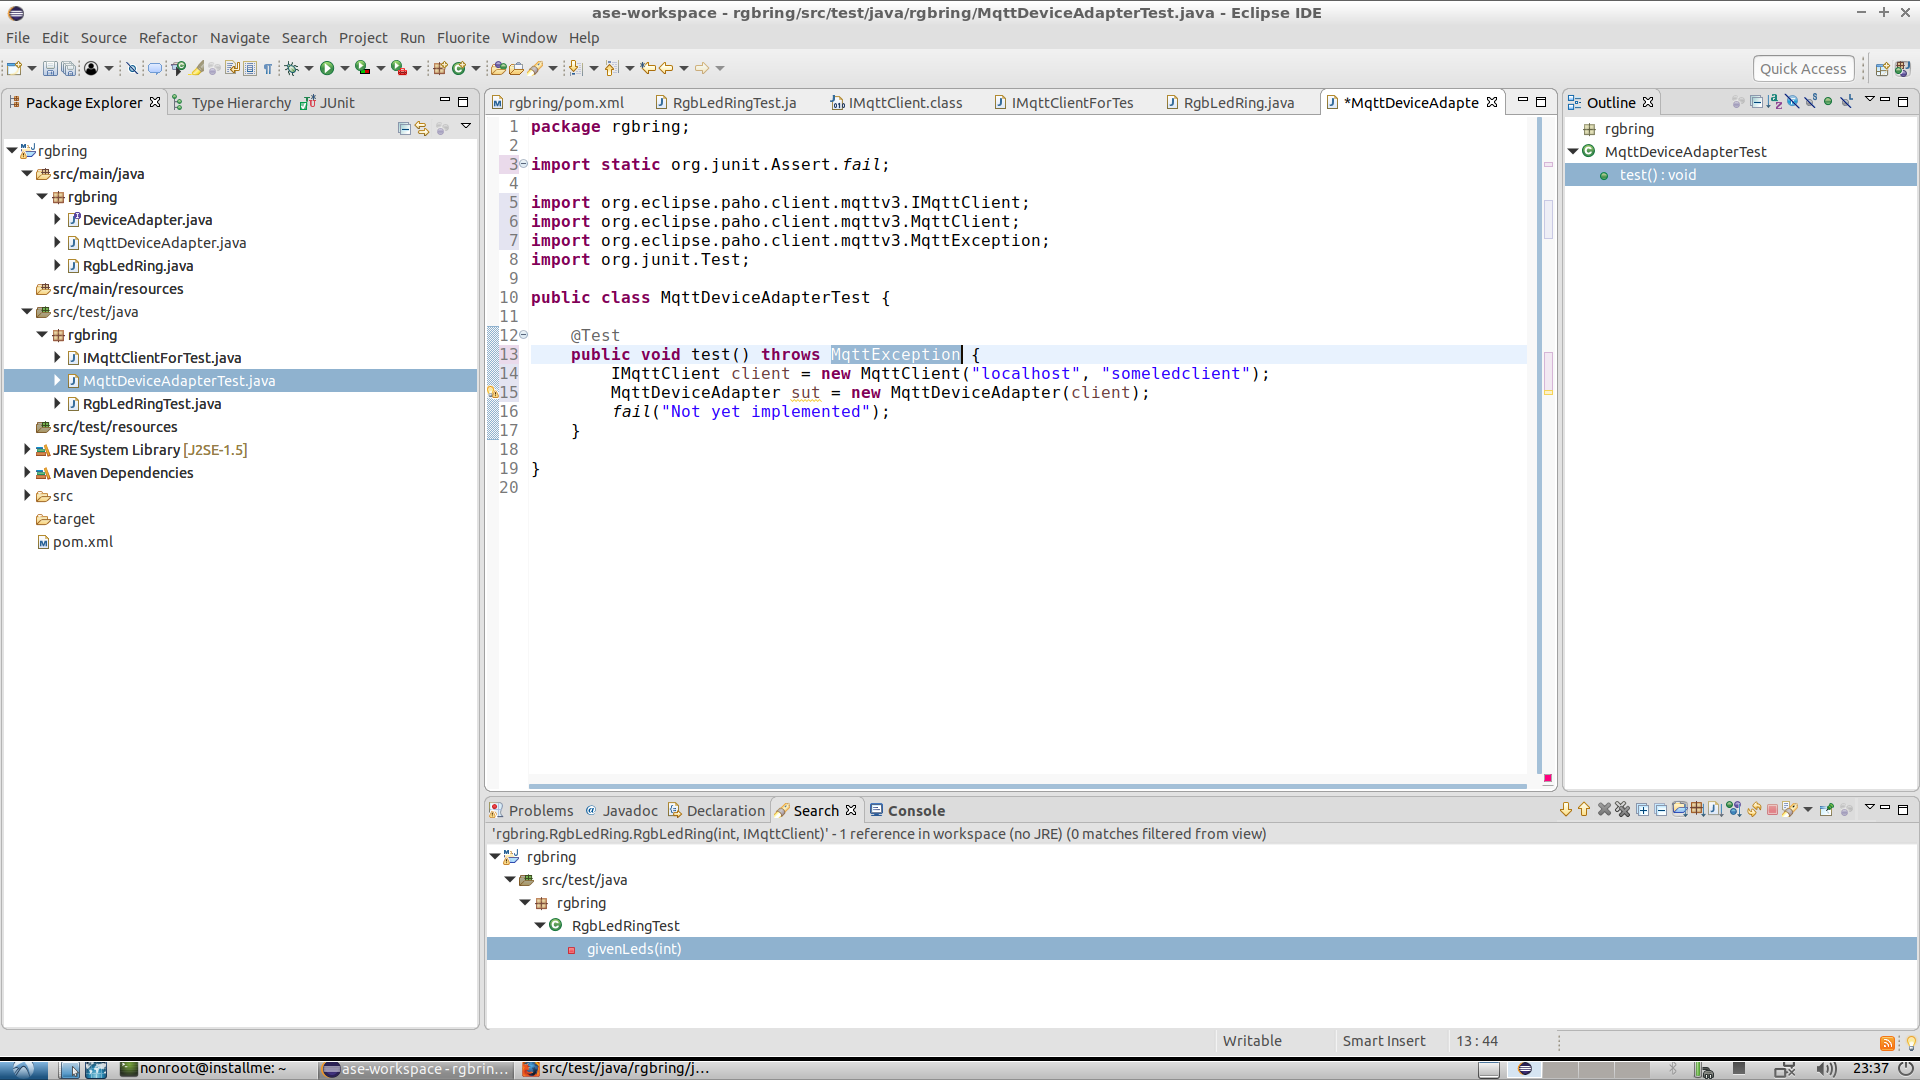 ase-workspace - rgbring/src/test/java/rgbring/MqttDeviceAdapterTest.java - Eclipse IDE
File Edit Source Refactor Navigate Search Project Run Fluorite Window Help
Quick Access
Package Explorer Type Hierarchy JUnit
rgbring
src/main/java
rgbring
DeviceAdapter.java
MqttDeviceAdapter.java
RgbLedRing.java
src/main/resources
src/test/java
rgbring
IMqttClientForTest.java
MqttDeviceAdapterTest.java
RgbLedRingTest.java
src/test/resources
JRE System Library [J2SE-1.5]
Maven Dependencies
src
target
pom.xml
rgbring/pom.xml RgbLedRingTest.ja IMqttClient.class IMqttClientForTes RgbLedRing.java *MqttDeviceAdapte
1 package rgbring;
2
3 import static org.junit.Assert.fail;
4
5 import org.eclipse.paho.client.mqttv3.IMqttClient;
6 import org.eclipse.paho.client.mqttv3.MqttClient;
7 import org.eclipse.paho.client.mqttv3.MqttException;
8 import org.junit.Test;
9
10 public class MqttDeviceAdapterTest {
11
12 @Test
13 public void test() throws MqttException {
14 IMqttClient client = new MqttClient("localhost", "someledclient");
15 MqttDeviceAdapter sut = new MqttDeviceAdapter(client);
16 fail("Not yet implemented");
17 }
18
19 }
20
Outline
rgbring
MqttDeviceAdapterTest
test() : void
Problems Javadoc Declaration Search Console
'rgbring.RgbLedRing.RgbLedRing(int, IMqttClient)' - 1 reference in workspace (no JRE) (0 matches filtered from view)
rgbring
src/test/java
rgbring
RgbLedRingTest
givenLeds(int)
Writable Smart Insert 13 : 44
nonroot@installme: ~ ase-workspace - rgbrin... src/test/java/rgbring/j... 23:37